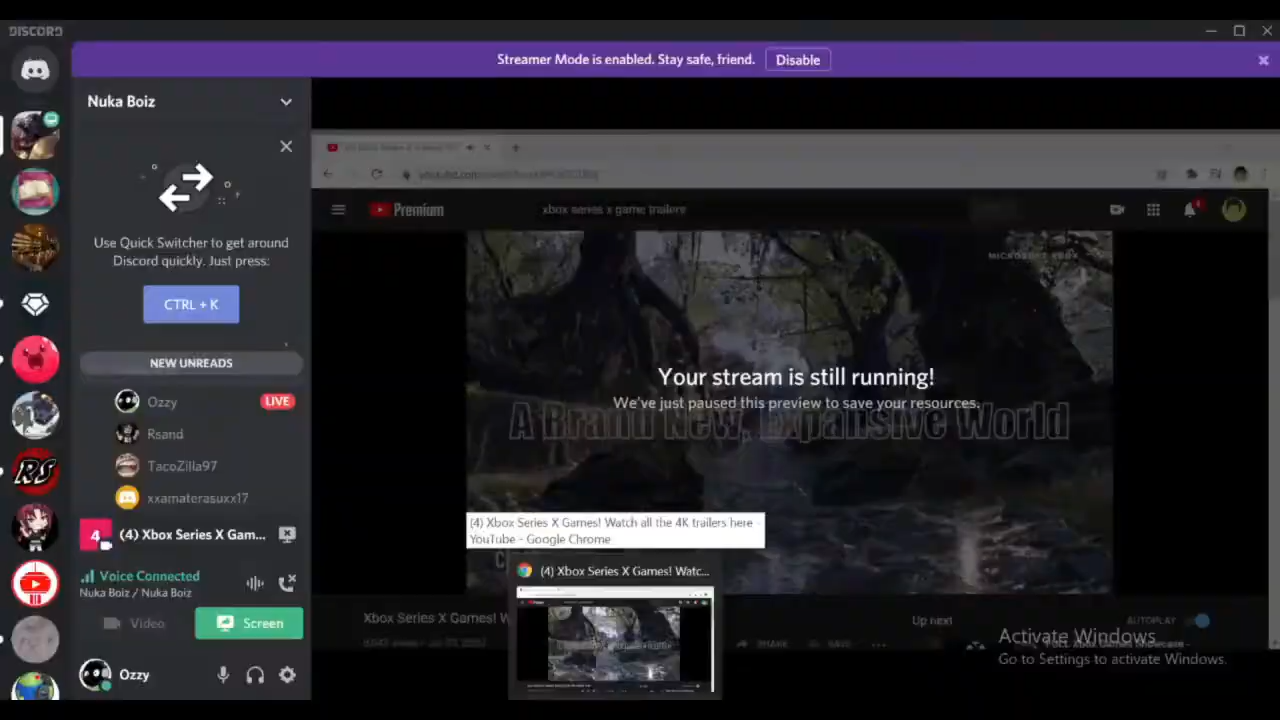 DISCORD
Streamer Mode is enabled. Stay safe, friend.
Disable
Nuka Boiz
Use Quick Switcher to get around
Discord quickly. Just press:
CTRL + K
NEW UNREADS
Ozzy
LIVE
Rsand
TacoZilla97
xxamaterasuxx17
4
(4) Xbox Series X Gam...
Voice Connected
Nuka Boiz / Nuka Boiz
Video
Screen
Ozzy
RS
Premium
xbox series x game trailers
MICROSOFT XBOX
Your stream is still running!
We've just paused this preview to save your resources.
A Brand New, Expansive World
(4) Xbox Series X Games! Watch all the 4K trailers here -
YouTube - Google Chrome
(4) Xbox Series X Games! Watc...
Xbox Series X Games! W
Up next
AUTOPLAY
SHARE
SAVE
Activate Windows
Go to Settings to activate Windows.